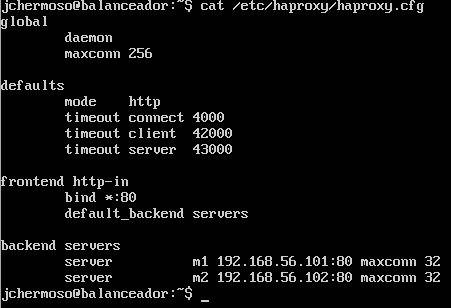 jchermoso@balanceador:~$ cat /etc/haproxy/haproxy.cfg
global
daemon
maxconn 256
defaults
mode http
timeout connect 4000
timeout client 42000
timeout server 43000
frontend http-in
bind *:80
default_backend servers
backend servers
server m1 192.168.56.101:80 maxconn 32
server m2 192.168.56.102:80 maxconn 32
jchermoso@balanceador:~$ _